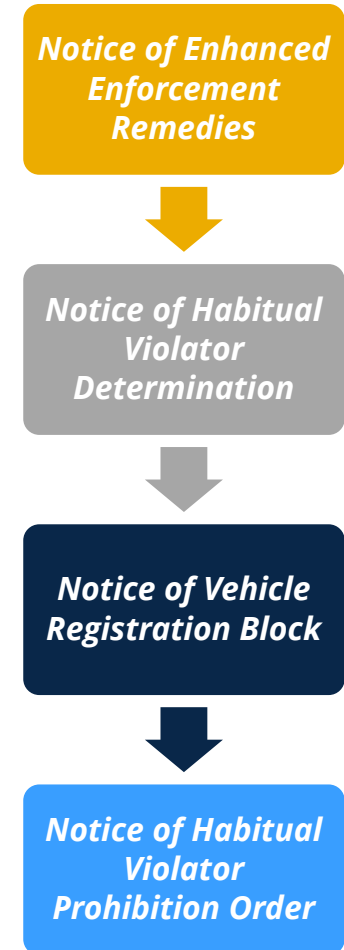 Notice of Enhanced
Enforcement
Remedies
Notice of Habitual
Violator
Determination
Notice of Vehicle
Registration Block
Notice of Habitual
Violator
Prohibition Order